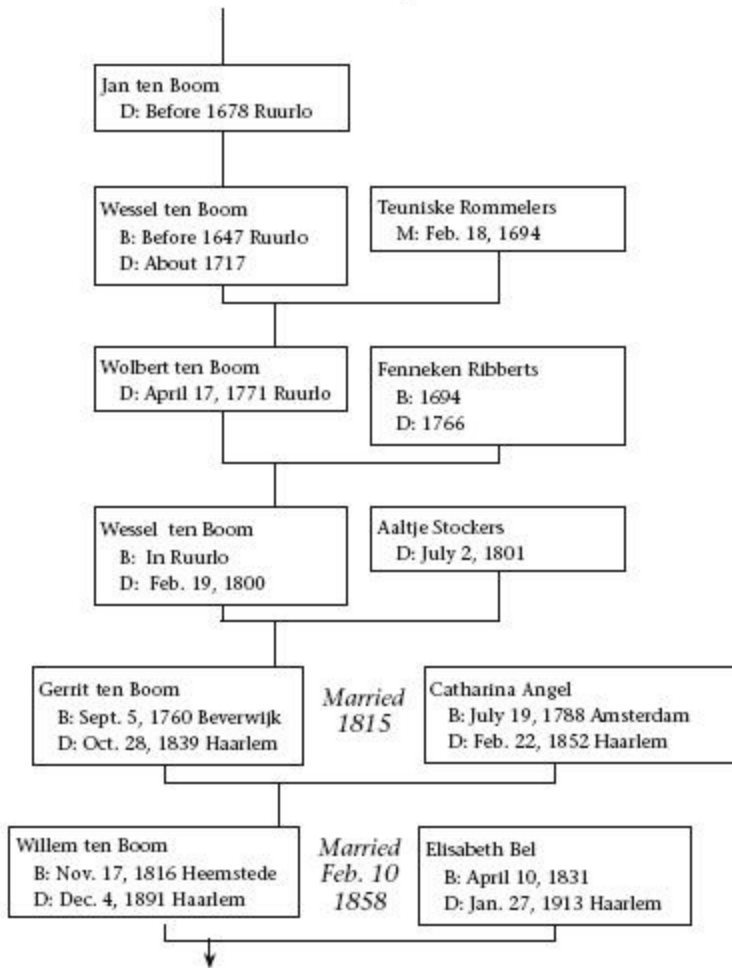 Jan ten Boom
D: Before 1678 Ruurlo
Wessel ten Boom
B: Before 1647 Ruurlo
D: About 1717
Teuniske Rommelers
M: Feb. 18, 1694
Wolbert ten Boom
D: April 17, 1771 Ruurlo
Fenneken Ribberts
B: 1694
D: 1766
Wessel ten Boom
B: In Ruurlo
D: Feb. 19, 1800
Aaltje Stockers
D: July 2, 1801
Gerrit ten Boom
B: Sept. 5, 1760 Beverwijk
D: Oct. 28, 1839 Haarlem
Married
1815
Catharina Angel
B: July 19, 1788 Amsterdam
D: Feb. 22, 1852 Haarlem
Willem ten Boom
B: Nov. 17, 1816 Heemstede
D: Dec. 4, 1891 Haarlem
Married
Feb. 10
1858
Elisabeth Bel
B: April 10, 1831
D: Jan. 27, 1913 Haarlem